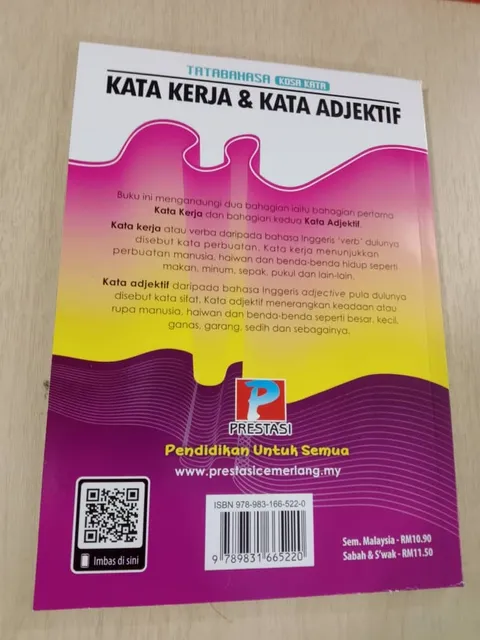 TATABAHASA KOSA KATA
KATA KERJA & KATA ADJEKTIF
Buku ini mengandungi dua bahagian iaitu bahagian pertama
Kata Kerja dan bahagian kedua Kata Adjektif.
Kata kerja atau verba daripada bahasa Inggeris 'verb' dulunya
disebut kata perbuatan. Kata kerja menunjukkan
perbuatan manusia, haiwan dan benda-benda hidup seperti
makan, minum, sepak, pukul dan lain-lain.
Kata adjektif daripada bahasa Inggeris adjective pula dulunya
disebut kata sifat. Kata adjektif menerangkan keadaan atau
rupa manusia, haiwan dan benda-benda seperti besar, kecil,
ganas, garang, sedih dan sebagainya.
P
PRESTASI
Pendidikan Untuk Semua
www.prestasicemerlang.my
Imbas di sini
ISBN 978-983-166-522-0
9 789831 665220
Sem. Malaysia - RM10.90
Sabah & S'wak - RM11.50